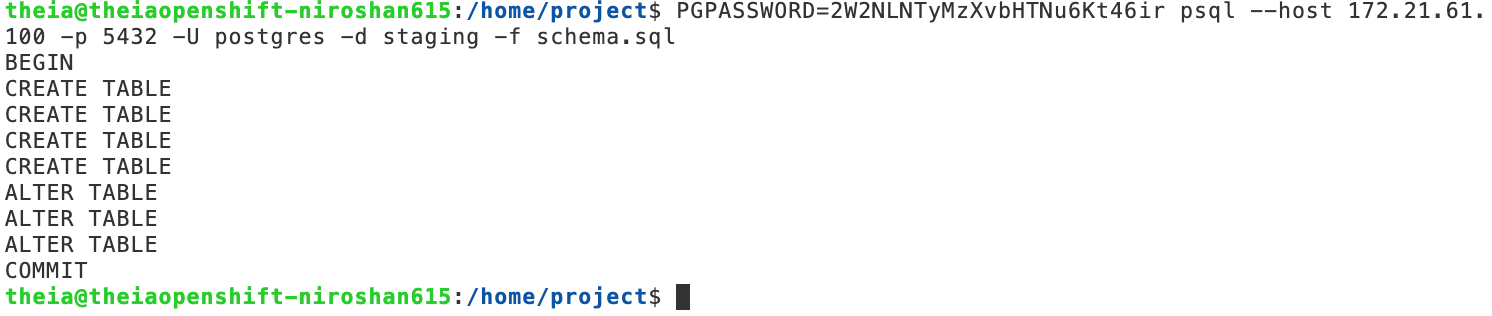 theia@theiaopenshift-niroshan615:/home/project$ PGPASSWORD=2W2NLNTyMzXvbHTNu6Kt46ir psql --host 172.21.61.
100 -p 5432 -U postgres -d staging -f schema.sql
BEGIN
CREATE TABLE
CREATE TABLE
CREATE TABLE
CREATE TABLE
ALTER TABLE
ALTER TABLE
ALTER TABLE
COMMIT
theia@theiaopenshift-niroshan615:/home/project$